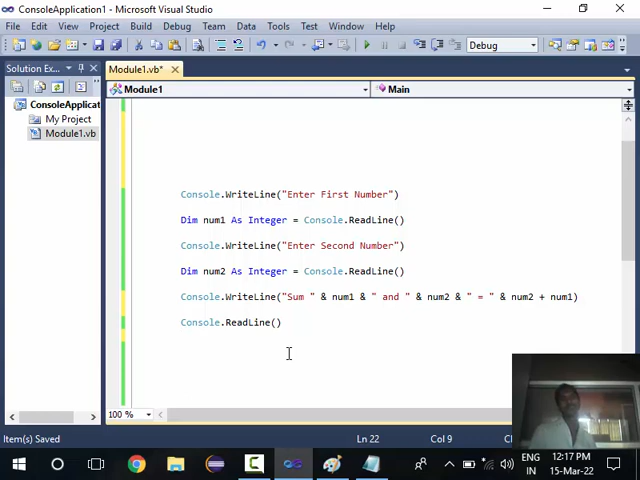 ConsoleApplication1 - Microsoft Visual Studio
File Edit View Project Build Debug Team Data Tools Test Window Help
Debug
Solution Ex...
Module1.vb*
Module1
Main
ConsoleApplicat
My Project
Module1.vb
Console.WriteLine("Enter First Number")
Dim num1 As Integer = Console.ReadLine()
Console.WriteLine("Enter Second Number")
Dim num2 As Integer = Console.ReadLine()
Console.WriteLine("Sum " & num1 & " and " & num2 & " = " & num2 + num1)
Console.ReadLine()
100 %
Item(s) Saved
Ln 22
Col 9
C
ENG
IN
12:17 PM
15-Mar-22